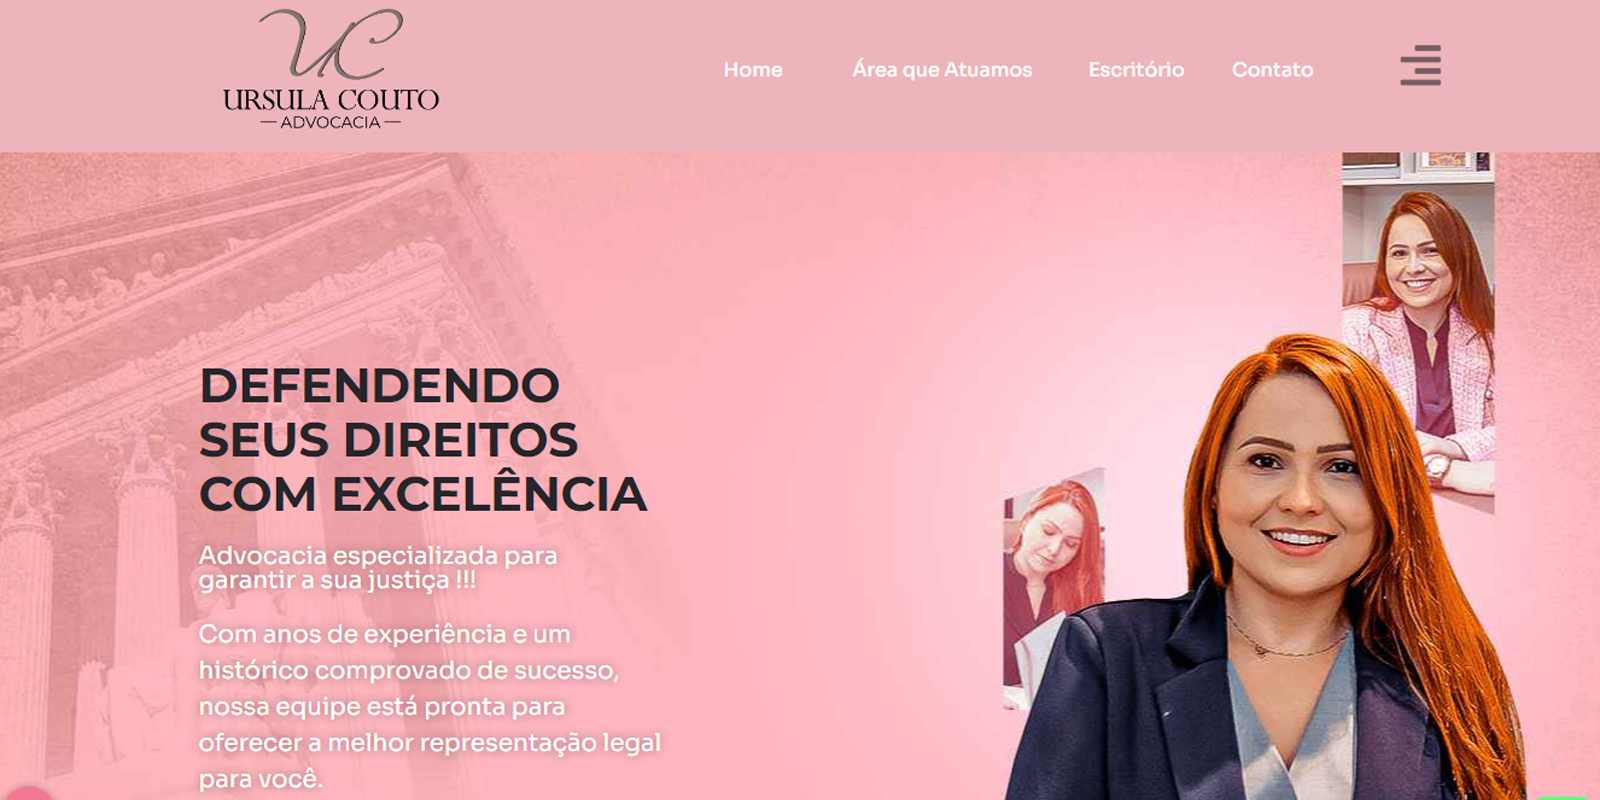 UC
URSULA COUTO
ADVOCACIA
Home
Área que Atuamos
Escritório
Contato
DEFENDENDO
SEUS DIREITOS
COM EXCELÊNCIA
Advocacia especializada para
garantir a sua justiça !!!
Com anos de experiência e um
histórico comprovado de sucesso,
nossa equipe está pronta para
oferecer a melhor representação legal
para você.